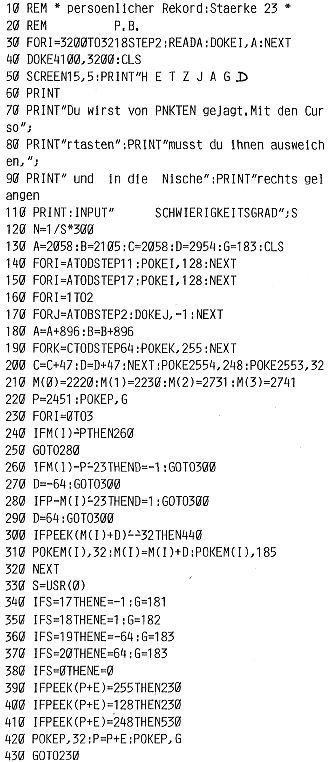 10 REM * persoenlicher Rekord:Staerke 23 *
20 REM         P.B.
30 FORI=3200TO3218STEP2:READA:DOKEI,A:NEXT
40 DOKE4100,3200:CLS
50 SCREEN15,5:PRINT"H E T Z J A G D
60 PRINT
70 PRINT"Du wirst von PNKTEN gejagt.Mit den Cur
so";
80 PRINT"rtasten":PRINT"musst du ihnen ausweich
en,";
90 PRINT" und  in die  Nische":PRINT"rechts gel
angen
110 PRINT:INPUT"      SCHWIERIGKEITSGRAD";S
120 N=1/S*300
130 A=2058:B=2105:C=2058:D=2954:G=183:CLS
140 FORI=ATODSTEP11:POKEI,128:NEXT
150 FORI=ATODSTEP17:POKEI,128:NEXT
160 FORI=1TO2
170 FORJ=ATOBSTEP2:DOKEJ,-1:NEXT
180 A=A+896:B=B+896
190 FORK=CTODSTEP64:POKEK,255:NEXT
200 C=C+47:D=D+47:NEXT:POKE2554,248:POKE2553,32
210 M(0)=2220:M(1)=2230:M(2)=2731:M(3)=2741
220 P=2451:POKEP,G
230 FORI=0TO3
240 IFM(I)-PTHEN260
250 GOTO280
260 IFM(I)-P-23THEND=-1:GOTO300
270 D=-64:GOTO300
280 IFP-M(I)-23THEND=1:GOTO300
290 D=64:GOTO300
300 IFPEEK(M(I)+D)--32THEN440
310 POKEM(I),32:M(I)=M(I)+D:POKEM(I),185
320 NEXT
330 S=USR(0)
340 IFS=17THENE=-1:G=181
350 IFS=18THENE=1:G=182
360 IFS=19THENE=-64:G=183
370 IFS=20THENE=64:G=183
380 IFS=0THENE=0
390 IFPEEK(P+E)=255THEN230
400 IFPEEK(P+E)=128THEN230
410 IFPEEK(P+E)=248THEN530
420 POKEP,32:P=P+E:POKEP,G
430 GOTO230